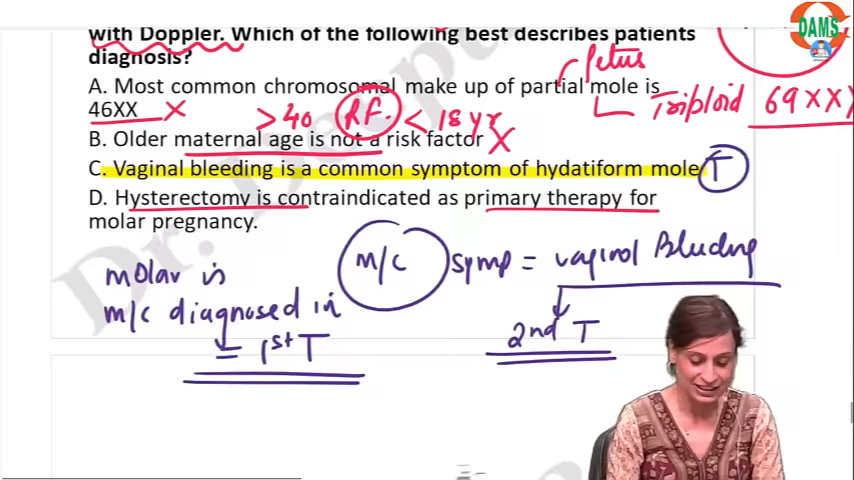 with Doppler. Which of the following best describes patients
DAMS
diagnosis?
fetus
A. Most common chromosomal make up of partial mole is
46XX X
Triploid 69XXX
>40 R.F. < 18 yr
B. Older maternal age is not a risk factor X
C. Vaginal bleeding is a common symptom of hydatiform mole T
D. Hysterectomy is contraindicated as primary therapy for
molar pregnancy.
M/C symp = vaginal Bleeding
molar is
m/c diagnosed in
2nd T
1st T